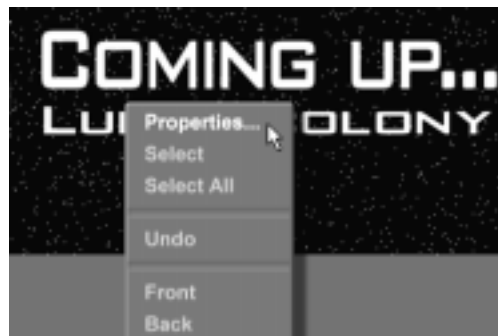 COMING UP...
LU OLONY
Properties...
Select
Select All
Undo
Front
Back